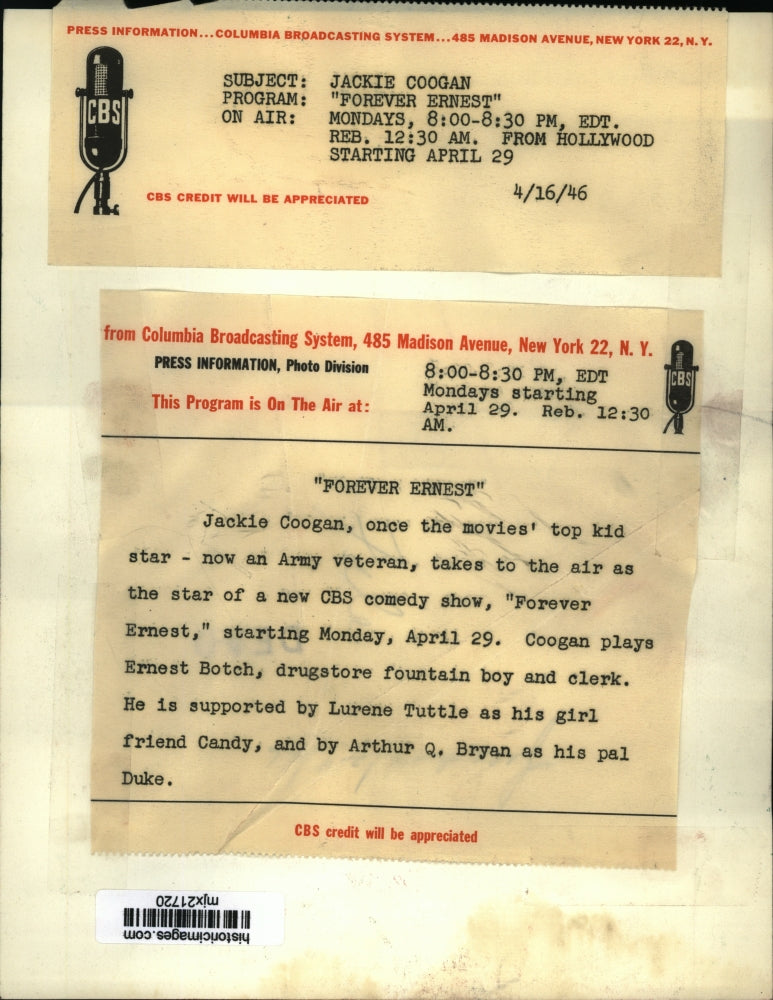 PRESS INFORMATION...COLUMBIA BROADCASTING SYSTEM...485 MADISON AVENUE, NEW YORK 22, N. Y.
CBS
SUBJECT: JACKIE COOGAN
PROGRAM: "FOREVER ERNEST"
ON AIR: MONDAYS, 8:00-8:30 PM, EDT.
REB. 12:30 AM. FROM HOLLYWOOD
STARTING APRIL 29
4/16/46
CBS CREDIT WILL BE APPRECIATED
from Columbia Broadcasting System, 485 Madison Avenue, New York 22, N. Y.
PRESS INFORMATION, Photo Division
This Program is On The Air at:
8:00-8:30 PM, EDT
Mondays starting
April 29. Reb. 12:30
AM.
CBS
"FOREVER ERNEST"
Jackie Coogan, once the movies' top kid
star - now an Army veteran, takes to the air as
the star of a new CBS comedy show, "Forever
Ernest," starting Monday, April 29. Coogan plays
Ernest Botch, drugstore fountain boy and clerk.
He is supported by Lurene Tuttle as his girl
friend Candy, and by Arthur Q. Bryan as his pal
Duke.
CBS credit will be appreciated
historicimages.com
mjx21720